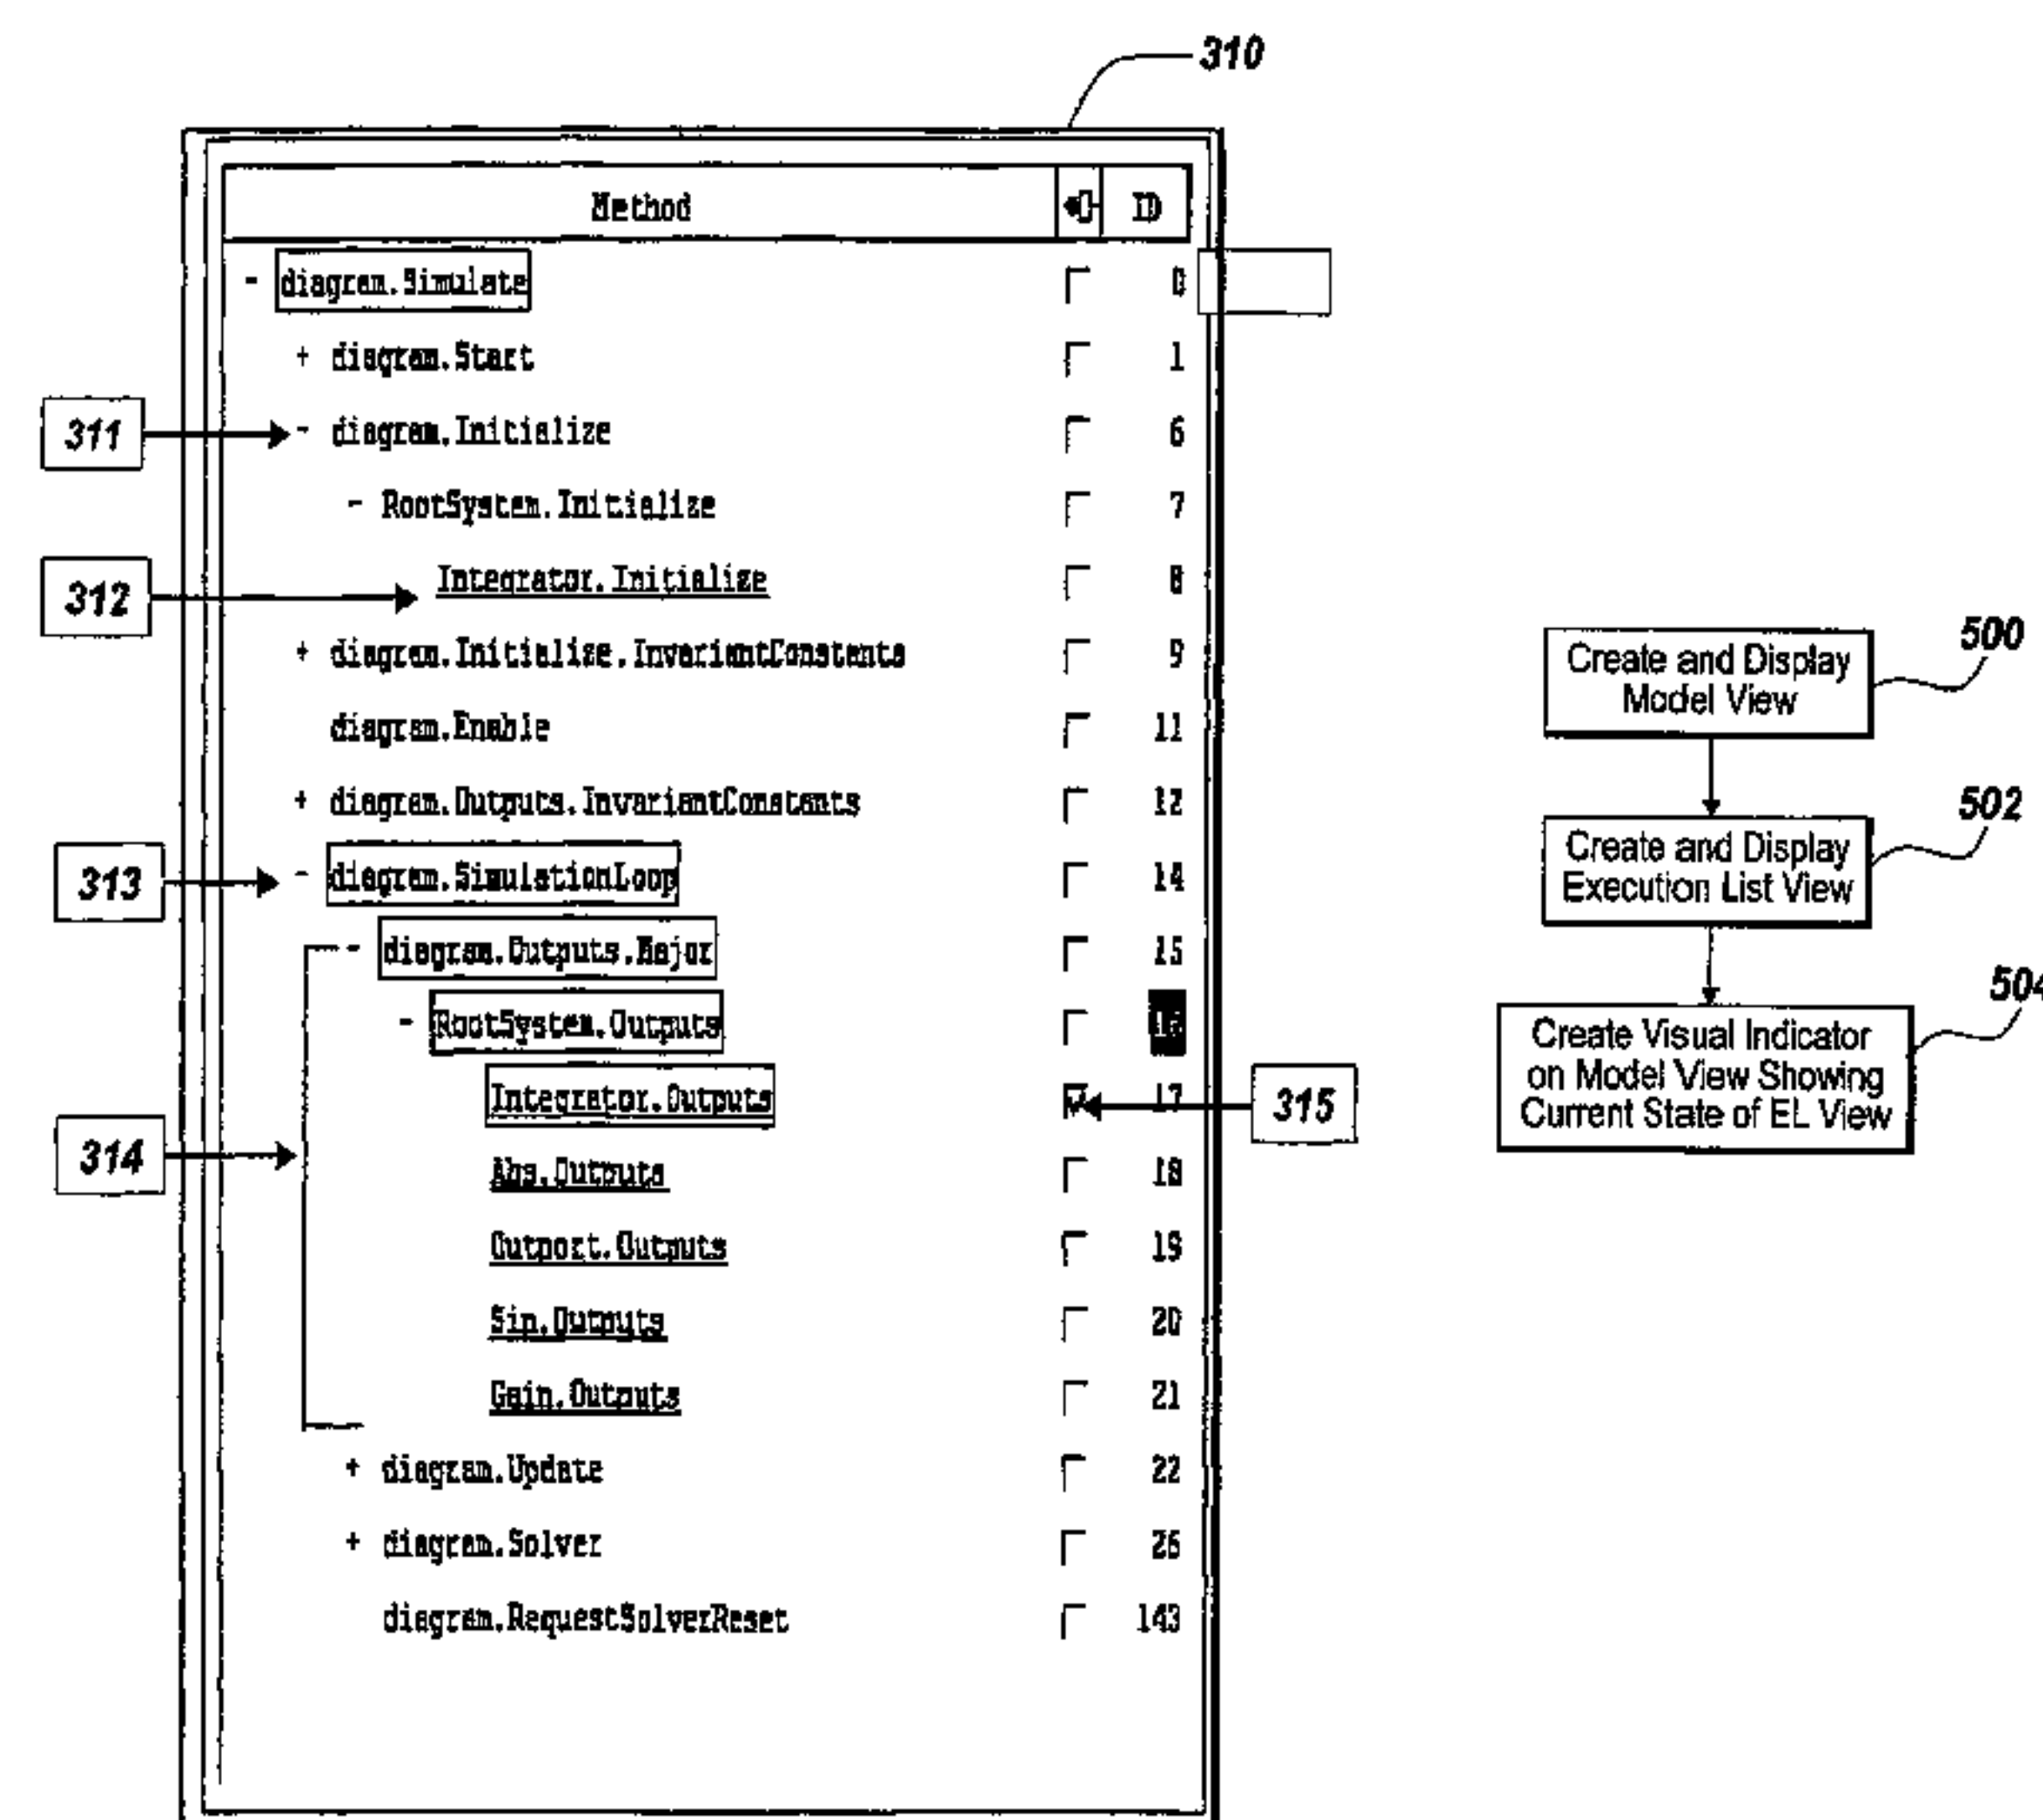 310
Method ID
- diagram.Simulate 0
+ diagram.Start 1
311 - diagram.Initialize 6
- RootSystem.Initialize 7
312 Integrator.Initialize 8
+ diagram.Initialize.InvariantConstants 9
diagram.Enable 11
+ diagram.Outputs.InvariantConstants 12
313 - diagram.SimulationLoop 14
- diagram.Outputs.Major 15
- RootSystem.Outputs 16
Integrator.Outputs 17 315
314 Abs.Outputs 18
Outport.Outputs 19
Sin.Outputs 20
Gain.Outputs 21
+ diagram.Update 22
+ diagram.Solver 26
diagram.RequestSolverReset 143
500
Create and Display
Model View
502
Create and Display
Execution List View
504
Create Visual Indicator
on Model View Showing
Current State of EL View